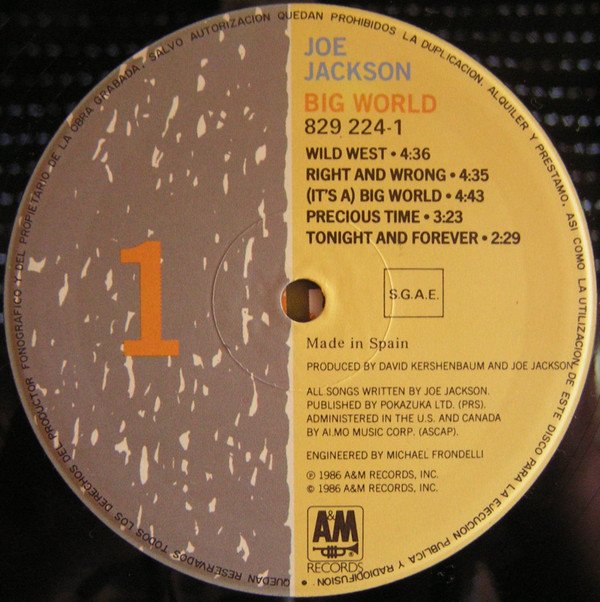 JOE
JACKSON
BIG WORLD
829 224-1
WILD WEST • 4:36
RIGHT AND WRONG • 4:35
(IT'S A) BIG WORLD • 4:43
PRECIOUS TIME • 3:23
TONIGHT AND FOREVER • 2:29
1
S.G.A.E.
Made in Spain
PRODUCED BY DAVID KERSHENBAUM AND JOE JACKSON
ALL SONGS WRITTEN BY JOE JACKSON.
PUBLISHED BY POKAZUKA LTD. (PRS).
ADMINISTERED IN THE U.S. AND CANADA
BY ALMO MUSIC CORP. (ASCAP).
ENGINEERED BY MICHAEL FRONDELLI
℗ 1986 A&M RECORDS, INC.
© 1986 A&M RECORDS, INC.
A&M
RECORDS
QUEDAN RESERVADOS TODOS LOS DERECHOS DEL PRODUCTOR FONOGRAFICO Y DEL PROPIETARIO DE LA OBRA GRABADA. SALVO AUTORIZACION QUEDAN PROHIBIDOS LA DUPLICACION, ALQUILER Y PRESTAMO, ASI COMO LA UTILIZACION DE ESTE DISCO PARA LA EJECUCION PUBLICA Y RADIODIFUSION.